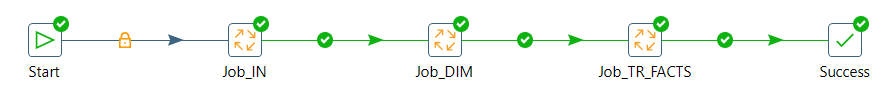 Start
Job_IN
Job_DIM
Job_TR_FACTS
Success